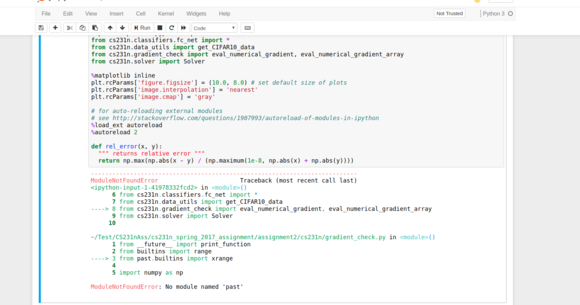 File Edit View Insert Cell Kernel Widgets Help Not Trusted Python 3
Run Code
from cs231n.classifiers.fc_net import *
from cs231n.data_utils import get_CIFAR10_data
from cs231n.gradient_check import eval_numerical_gradient, eval_numerical_gradient_array
from cs231n.solver import Solver
%matplotlib inline
plt.rcParams['figure.figsize'] = (10.0, 8.0) # set default size of plots
plt.rcParams['image.interpolation'] = 'nearest'
plt.rcParams['image.cmap'] = 'gray'
# for auto-reloading external modules
# see http://stackoverflow.com/questions/1907993/autoreload-of-modules-in-ipython
%load_ext autoreload
%autoreload 2
def rel_error(x, y):
""" returns relative error """
return np.max(np.abs(x - y) / (np.maximum(1e-8, np.abs(x) + np.abs(y))))
---------------------------------------------------------------------------
ModuleNotFoundError Traceback (most recent call last)
<ipython-input-1-41978332fcd2> in <module>()
6 from cs231n.classifiers.fc_net import *
7 from cs231n.data_utils import get_CIFAR10_data
----> 8 from cs231n.gradient_check import eval_numerical_gradient, eval_numerical_gradient_array
9 from cs231n.solver import Solver
10
~/Test/CS231nAss/cs231n_spring_2017_assignment/assignment2/cs231n/gradient_check.py in <module>()
1 from __future__ import print_function
2 from builtins import range
----> 3 from past.builtins import xrange
4
5 import numpy as np
ModuleNotFoundError: No module named 'past'